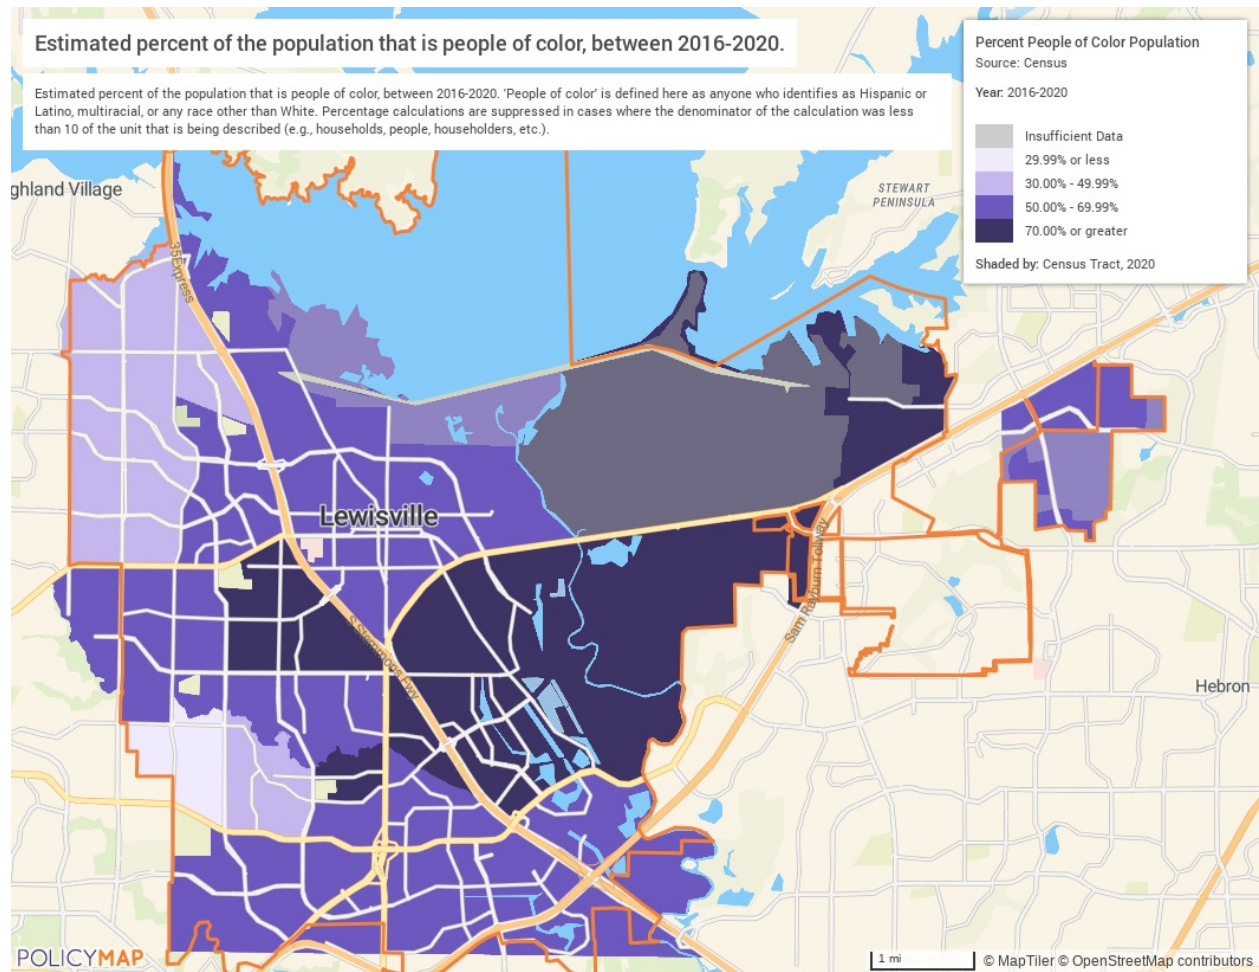 Estimated percent of the population that is people of color, between 2016-2020.
Estimated percent of the population that is people of color, between 2016-2020. 'People of color' is defined here as anyone who identifies as Hispanic or
Latino, multiracial, or any race other than White. Percentage calculations are suppressed in cases where the denominator of the calculation was less
than 10 of the unit that is being described (e.g., households, people, householders, etc.).
Percent People of Color Population
Source: Census
Year: 2016-2020
Insufficient Data
29.99% or less
30.00% - 49.99%
50.00% - 69.99%
70.00% or greater
Shaded by: Census Tract, 2020
ghland Village
STEWART
PENINSULA
35Express
Lewisville
Sam Rayburn Tollway
S Stemmons Fwy
Hebron
POLICYMAP
1 mi
© MapTiler © OpenStreetMap contributors